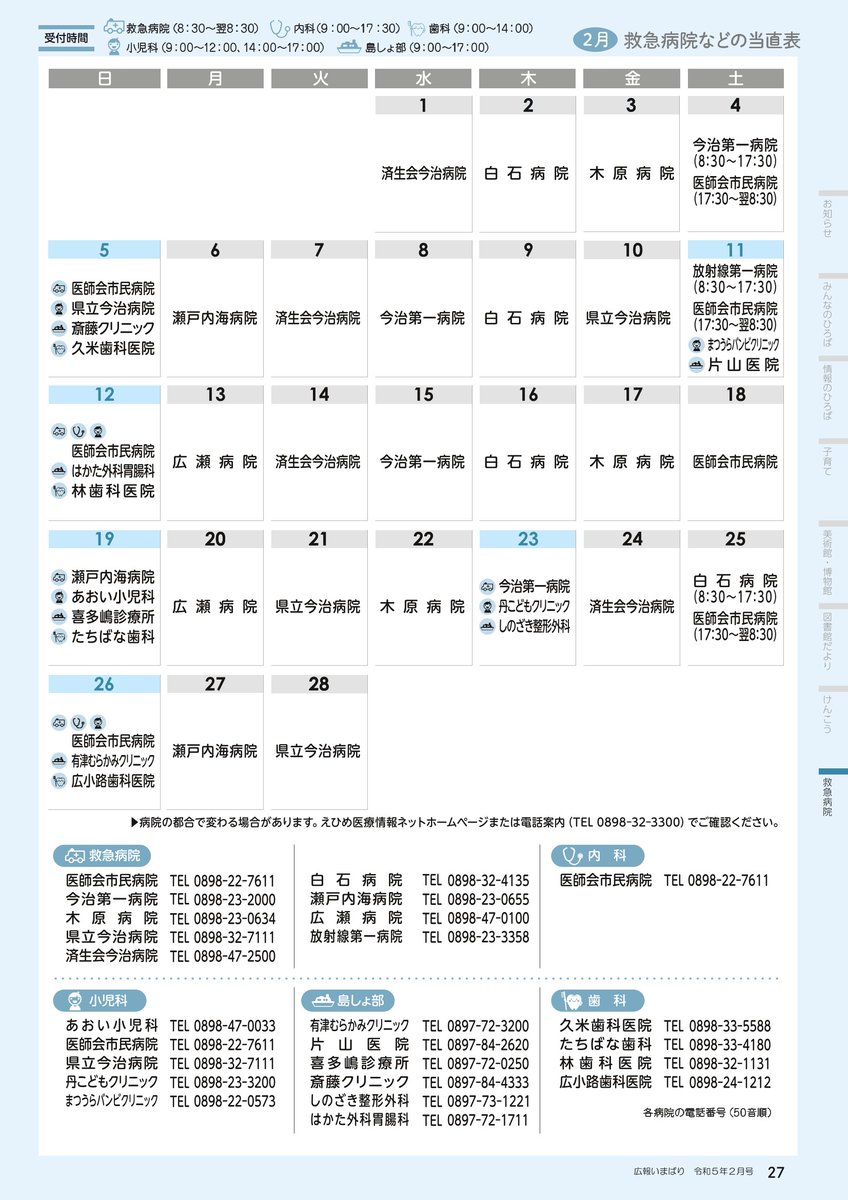 受付時間
救急病院（8：30～翌8：30） 内科（9：00～17：30） 歯科（9：00～14：00）
小児科（9：00～12：00、14：00～17：00） 島しょ部（9：00～17：00）
2月 救急病院などの当直表
日 月 火 水 木 金 土
1 2 3 4
済生会今治病院
白石病院
木原病院
今治第一病院
(8:30～17:30)
医師会市民病院
(17:30～翌8:30)
5 6 7 8 9 10 11
医師会市民病院
県立今治病院
斎藤クリニック
久米歯科医院
瀬戸内海病院
済生会今治病院
今治第一病院
白石病院
県立今治病院
放射線第一病院
(8:30～17:30)
医師会市民病院
(17:30～翌8:30)
まつうらバンビクリニック
片山医院
12 13 14 15 16 17 18
医師会市民病院
はかた外科胃腸科
林歯科医院
広瀬病院
済生会今治病院
今治第一病院
白石病院
木原病院
医師会市民病院
19 20 21 22 23 24 25
瀬戸内海病院
あおい小児科
喜多嶋診療所
たちばな歯科
広瀬病院
県立今治病院
木原病院
今治第一病院
丹こどもクリニック
しのざき整形外科
済生会今治病院
白石病院
(8:30～17:30)
医師会市民病院
(17:30～翌8:30)
26 27 28
医師会市民病院
有津むらかみクリニック
広小路歯科医院
瀬戸内海病院
県立今治病院
▶病院の都合で変わる場合があります。えひめ医療情報ネットホームページまたは電話案内（TEL 0898-32-3300）でご確認ください。
救急病院
医師会市民病院 TEL 0898-22-7611
今治第一病院 TEL 0898-23-2000
木原病院 TEL 0898-23-0634
県立今治病院 TEL 0898-32-7111
済生会今治病院 TEL 0898-47-2500
白石病院 TEL 0898-32-4135
瀬戸内海病院 TEL 0898-23-0655
広瀬病院 TEL 0898-47-0100
放射線第一病院 TEL 0898-23-3358
内科
医師会市民病院 TEL 0898-22-7611
小児科
あおい小児科 TEL 0898-47-0033
医師会市民病院 TEL 0898-22-7611
県立今治病院 TEL 0898-32-7111
丹こどもクリニック TEL 0898-23-3200
まつうらバンビクリニック TEL 0898-22-0573
島しょ部
有津むらかみクリニック TEL 0897-72-3200
片山医院 TEL 0897-84-2620
喜多嶋診療所 TEL 0897-72-0250
斎藤クリニック TEL 0897-84-4333
しのざき整形外科 TEL 0897-73-1221
はかた外科胃腸科 TEL 0897-72-1711
歯科
久米歯科医院 TEL 0898-33-5588
たちばな歯科 TEL 0898-33-4180
林歯科医院 TEL 0898-32-1131
広小路歯科医院 TEL 0898-24-1212
各病院の電話番号（50音順）
お知らせ
みんなのひろば
情報のひろば
子育て
美術館・博物館
図書館だより
けんこう
救急病院
広報いまばり 令和5年2月号 27